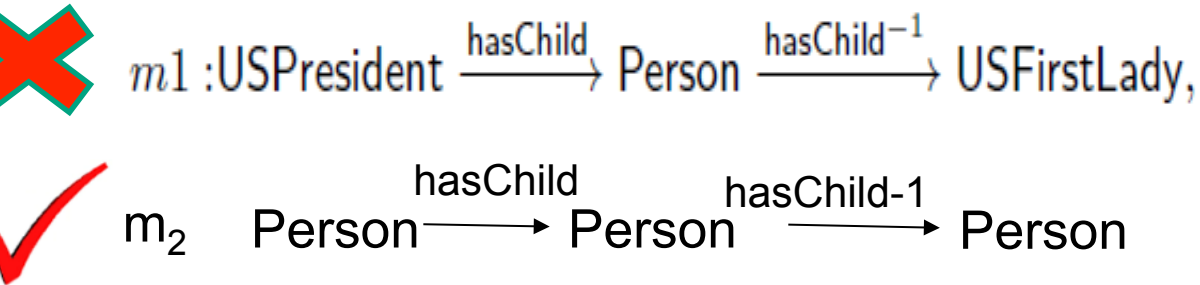 hasChild hasChild⁻¹
m1 :USPresident ⟶ Person ⟶ USFirstLady,
hasChild hasChild-1
m₂ Person ⟶ Person ⟶ Person